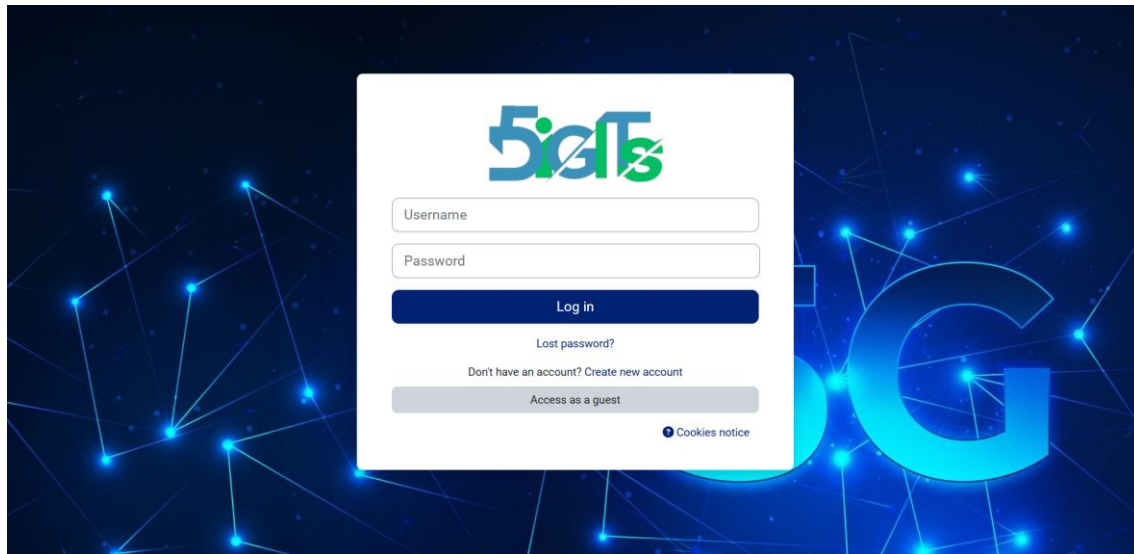 5iGITs
Username
Password
Log in
Lost password?
Don't have an account? Create new account
Access as a guest
Cookies notice
5G